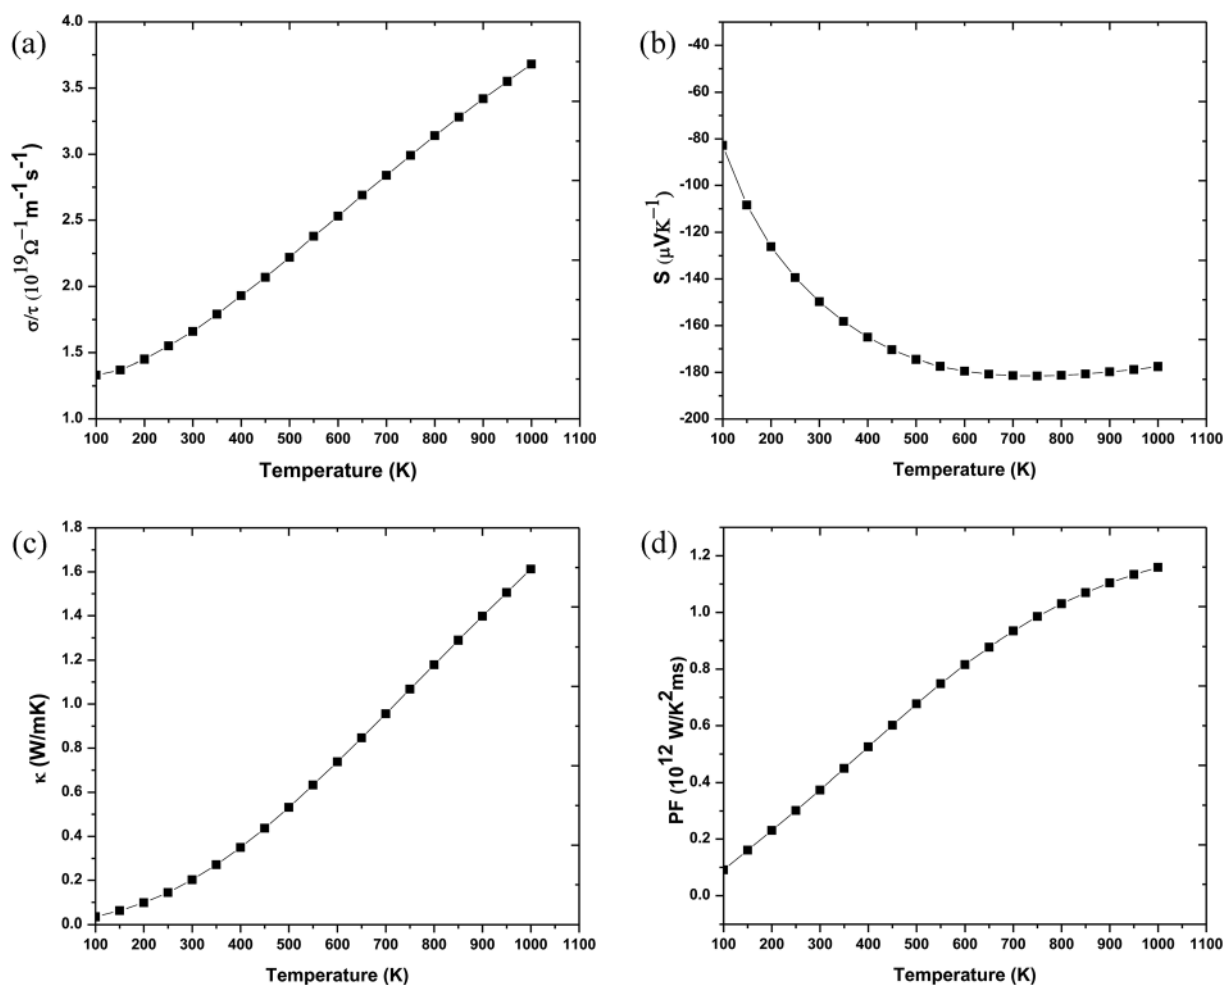 (a)
4.0
3.5
3.0
2.5
2.0
1.5
1.0
σ/τ (10^19 Ω^−1 m^-1 s^-1)
100 200 300 400 500 600 700 800 900 1000 1100
Temperature (K)
(b)
-40
-60
-80
-100
-120
-140
-160
-180
-200
S (μVK^−1)
100 200 300 400 500 600 700 800 900 1000 1100
Temperature (K)
(c)
1.8
1.6
1.4
1.2
1.0
0.8
0.6
0.4
0.2
0.0
κ (W/mK)
100 200 300 400 500 600 700 800 900 1000 1100
Temperature (K)
(d)
1.2
1.0
0.8
0.6
0.4
0.2
0.0
PF (10^12 W/K^2 ms)
100 200 300 400 500 600 700 800 900 1000 1100
Temperature (K)